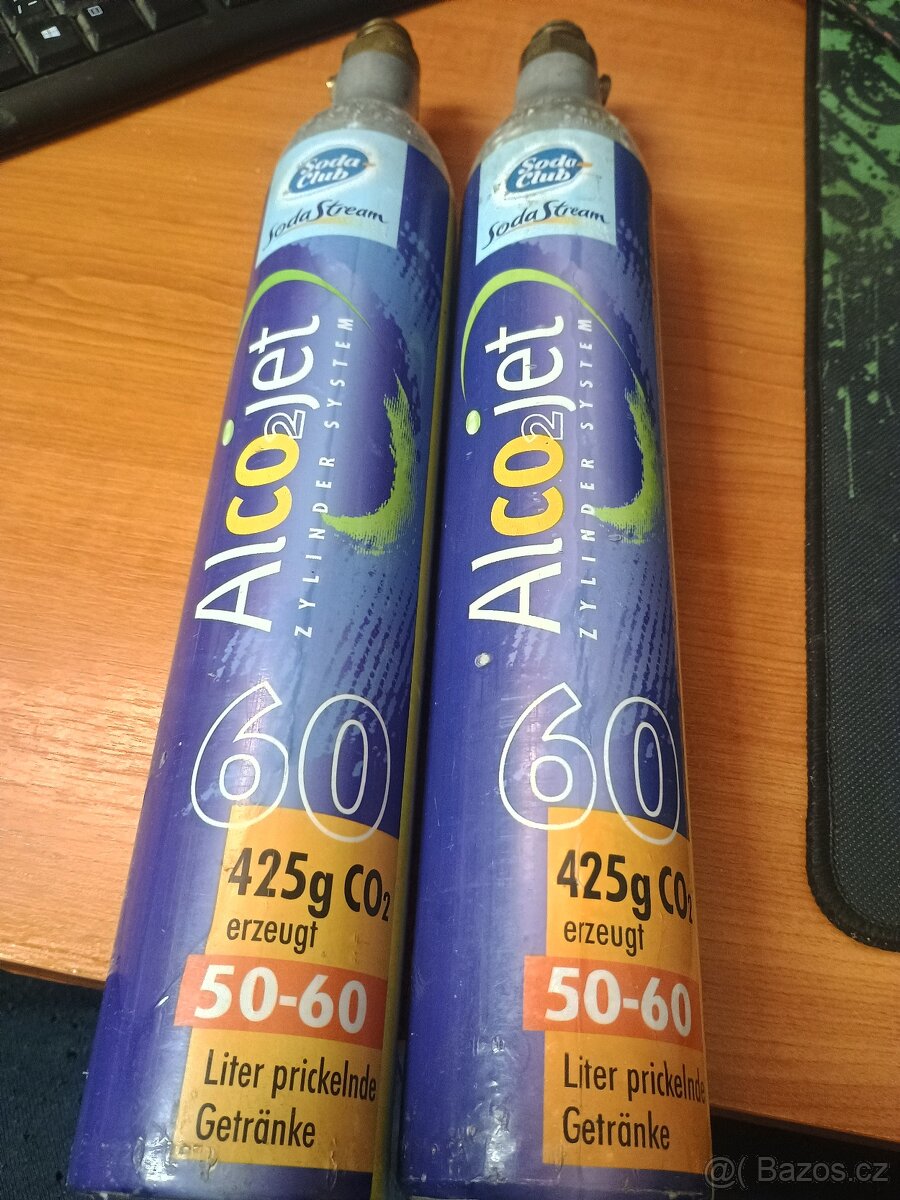 Soda
Club
SodaStream
Alco2jet
ZYLINDER SYSTEM
60
425g CO2
erzeugt
50-60
Liter prickelnde
Getränke
Soda
Club
SodaStream
Alco2jet
ZYLINDER SYSTEM
60
425g CO2
erzeugt
50-60
Liter prickelnde
Getränke
@( Bazos.cz